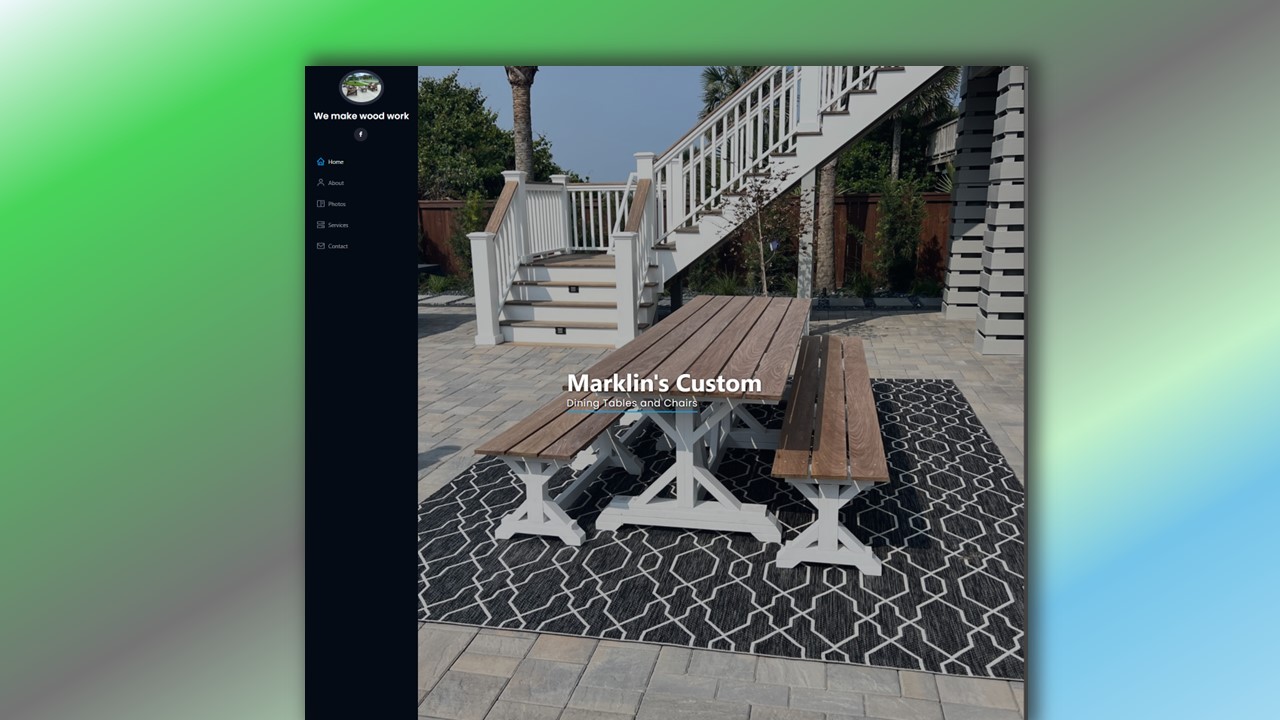 We make wood work
Home
About
Photos
Services
Contact
Marklin's Custom
Dining Tables and Chairs